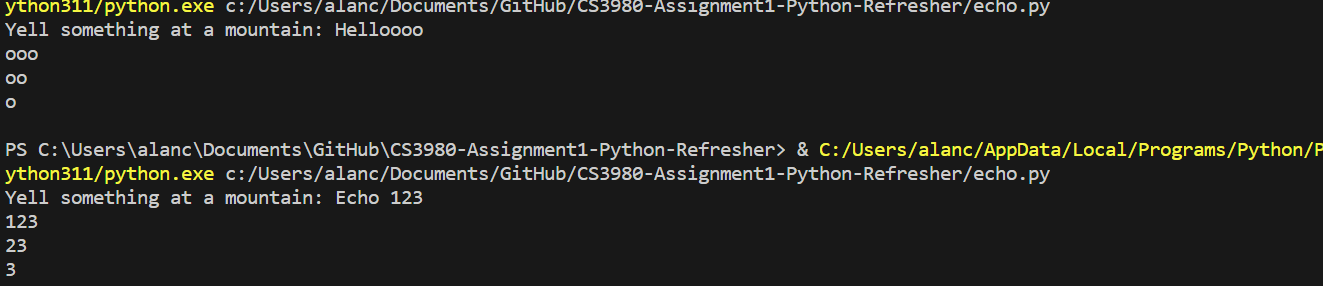 ython311/python.exe c:/Users/alanc/Documents/GitHub/CS3980-Assignment1-Python-Refresher/echo.py
Yell something at a mountain: Helloooo
ooo
oo
o
PS C:\Users\alanc\Documents\GitHub\CS3980-Assignment1-Python-Refresher> & C:/Users/alanc/AppData/Local/Programs/Python/P
ython311/python.exe c:/Users/alanc/Documents/GitHub/CS3980-Assignment1-Python-Refresher/echo.py
Yell something at a mountain: Echo 123
123
23
3